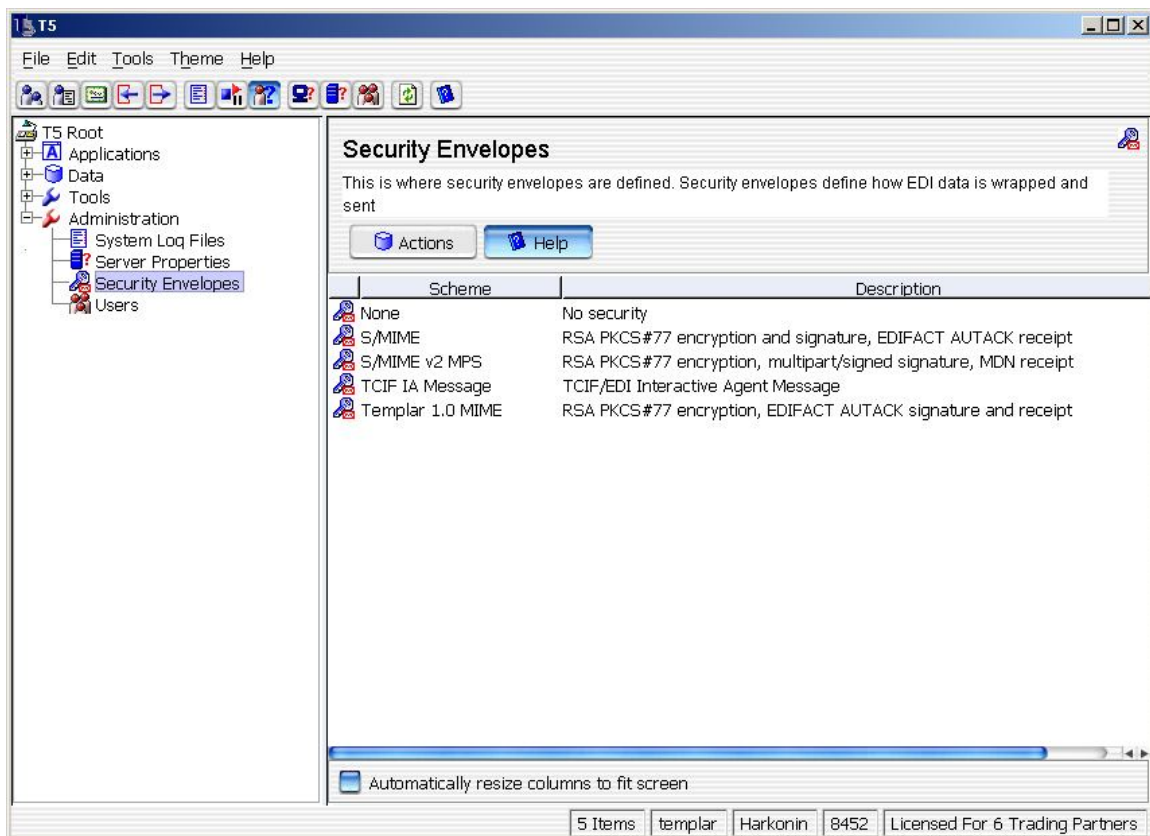 T5
File Edit Tools Theme Help
T5 Root
Applications
Data
Tools
Administration
System Log Files
Server Properties
Security Envelopes
Users
Security Envelopes
This is where security envelopes are defined. Security envelopes define how EDI data is wrapped and
sent
Actions Help
Scheme Description
None No security
S/MIME RSA PKCS#77 encryption and signature, EDIFACT AUTACK receipt
S/MIME v2 MPS RSA PKCS#77 encryption, multipart/signed signature, MDN receipt
TCIF IA Message TCIF/EDI Interactive Agent Message
Templar 1.0 MIME RSA PKCS#77 encryption, EDIFACT AUTACK signature and receipt
Automatically resize columns to fit screen
5 Items templar Harkonin 8452 Licensed For 6 Trading Partners